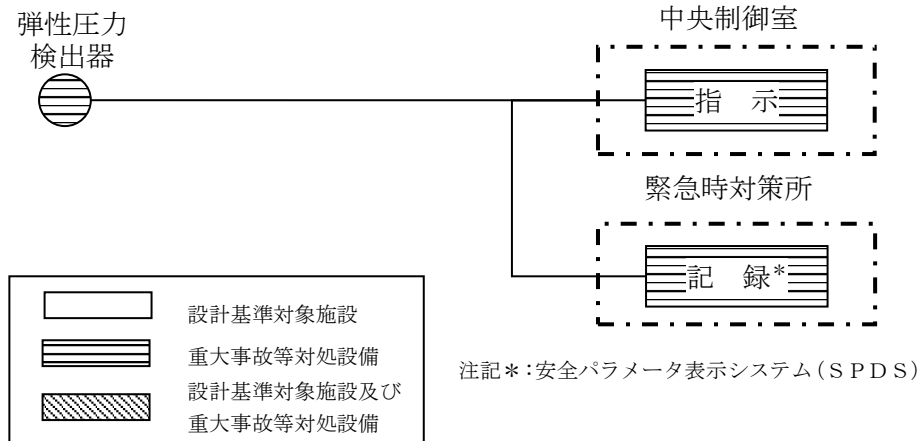 弾性圧力
検出器
中央制御室
指　示
緊急時対策所
記　録*
設計基準対象施設
重大事故等対処設備
設計基準対象施設及び
重大事故等対処設備
注記＊：安全パラメータ表示システム（ＳＰＤＳ）